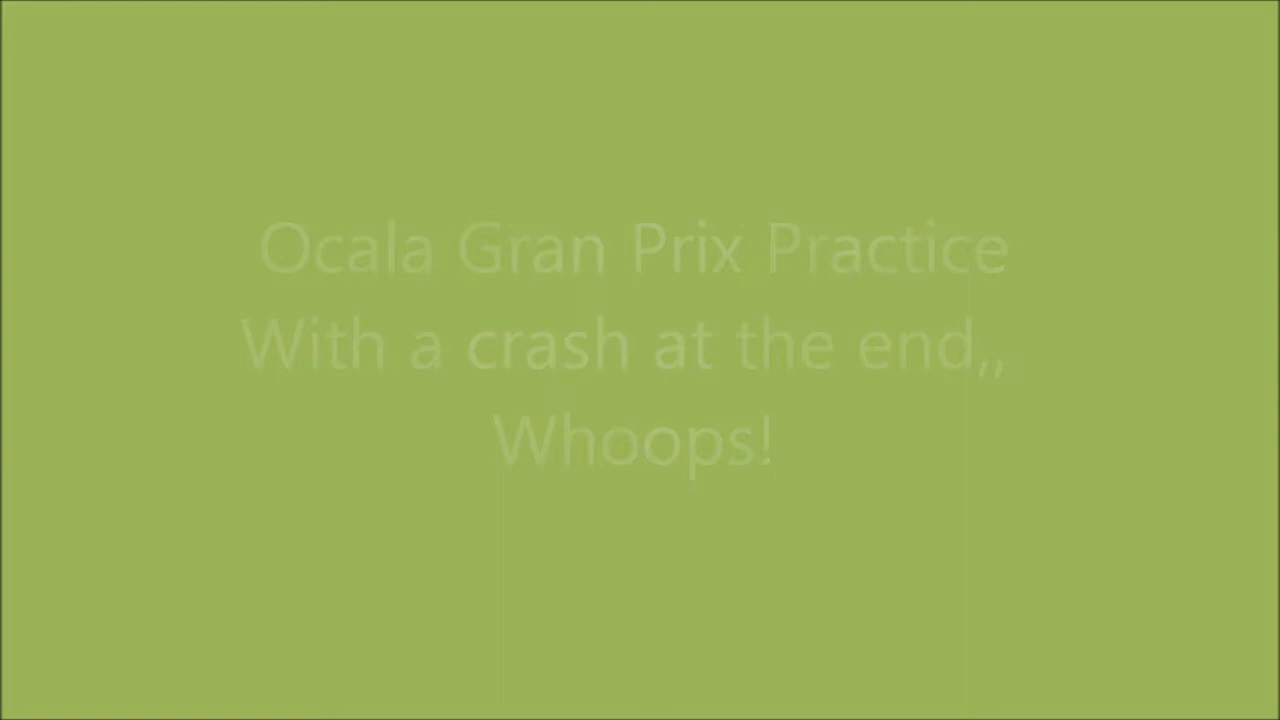 Ocala Gran Prix Practice
With a crash at the end,,
Whoops!